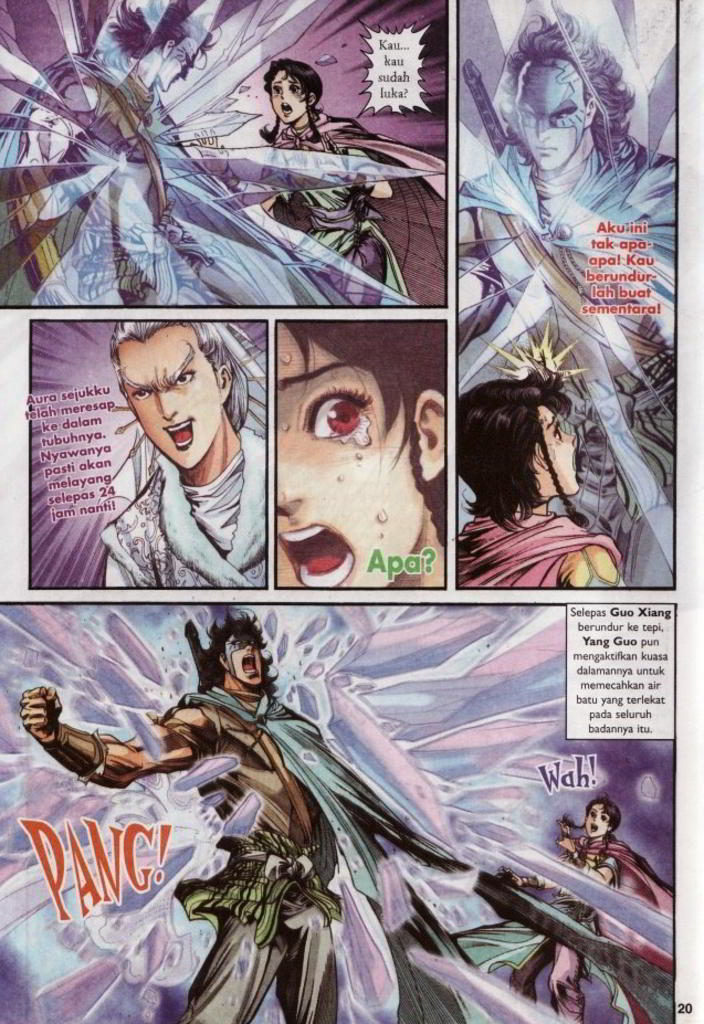 Kau...
kau
sudah
luka?
Aku ini
tak apa-
apa! Kau
berundur-
lah buat
sementara!
Aura sejukku
telah meresap
ke dalam
tubuhnya.
Nyawanya
pasti akan
melayang
selepas 24
jam nanti!
Apa?
Selepas Guo Xiang
berundur ke tepi,
Yang Guo pun
mengaktifkan kuasa
dalamannya untuk
memecahkan air
batu yang terlekat
pada seluruh
badannya itu.
Wah!
PANG!
20